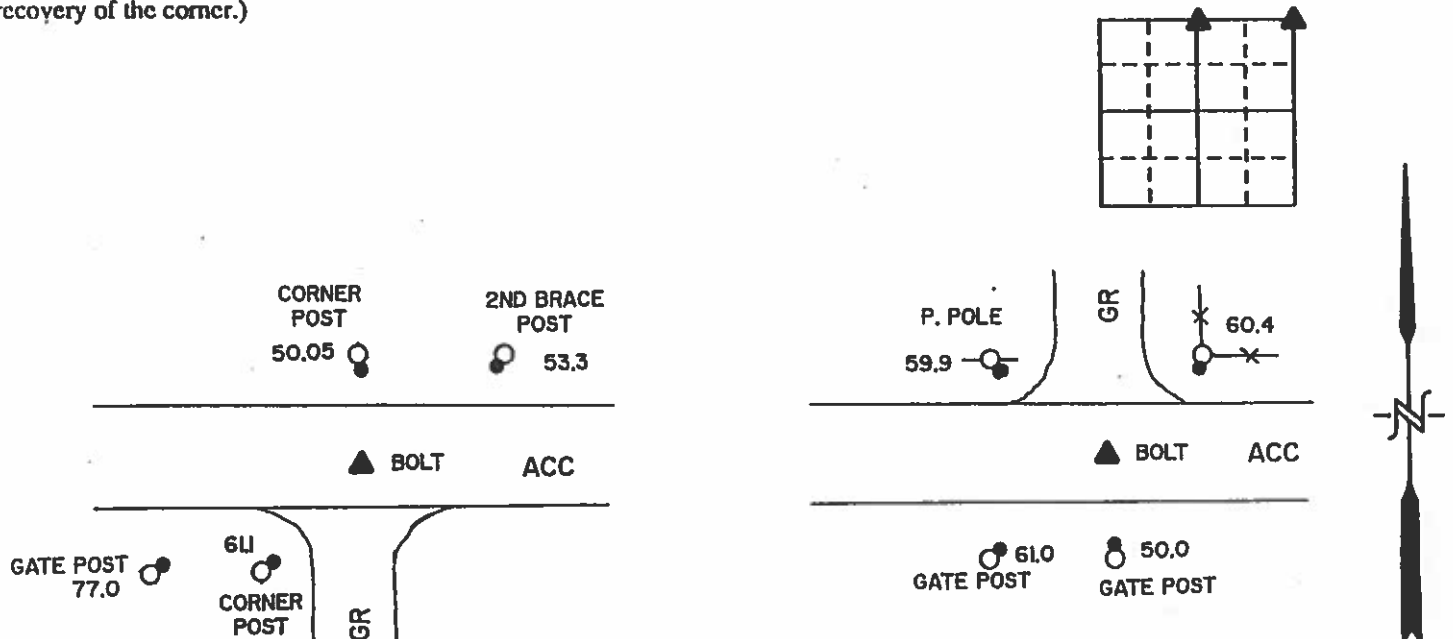 recovery of the corner.)
CORNER
POST
50.05
2ND BRACE
POST
53.3
BOLT
ACC
GATE POST
77.0
61.1
CORNER
POST
GR
P. POLE
59.9
GR
60.4
BOLT
ACC
61.0
GATE POST
50.0
GATE POST
N